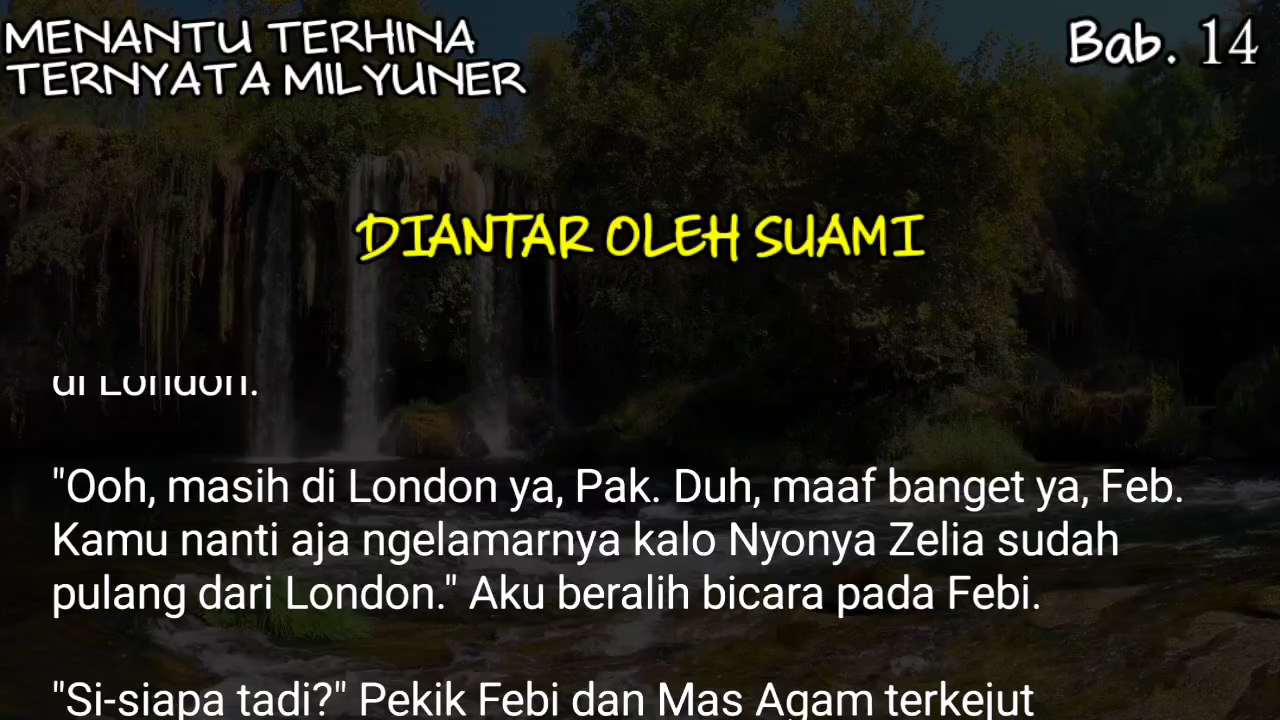 MENANTU TERHINA
TERNYATA MILYUNER
Bab. 14
DIANTAR OLEH SUAMI
di London.
"Ooh, masih di London ya, Pak. Duh, maaf banget ya, Feb.
Kamu nanti aja ngelamarnya kalo Nyonya Zelia sudah
pulang dari London." Aku beralih bicara pada Febi.
"Si-siapa tadi?" Pekik Febi dan Mas Agam terkejut